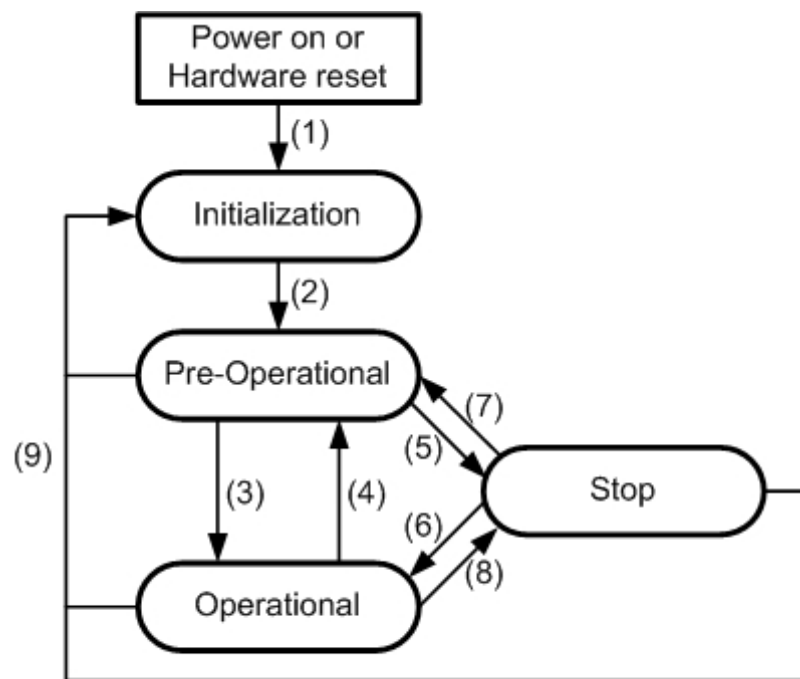 Power on or
Hardware reset
(1)
Initialization
(2)
Pre-Operational
(7)
(5)
(9)
(3)
(4)
Stop
(6)
(8)
Operational